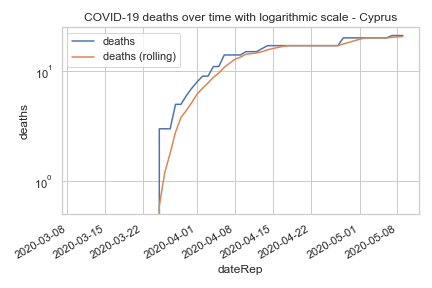 COVID-19 deaths over time with logarithmic scale - Cyprus
deaths
deaths (rolling)
10¹
10⁰
deaths
2020-03-08
2020-03-15
2020-03-22
2020-04-01
2020-04-08
2020-04-15
2020-04-22
2020-05-01
2020-05-08
dateRep